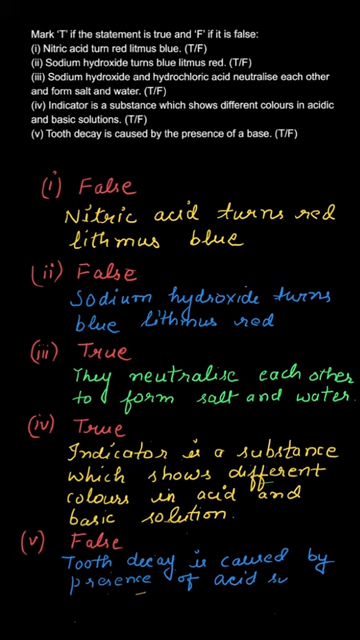 Mark 'T' if the statement is true and 'F' if it is false:
(i) Nitric acid turn red litmus blue. (T/F)
(ii) Sodium hydroxide turns blue litmus red. (T/F)
(iii) Sodium hydroxide and hydrochloric acid neutralise each other
and form salt and water. (T/F)
(iv) Indicator is a substance which shows different colours in acidic
and basic solutions. (T/F)
(v) Tooth decay is caused by the presence of a base. (T/F)
(i) False
Nitric acid turns red
lithmus blue
(ii) False
Sodium hydroxide turns
blue lithmus red
(iii) True
They neutralise each other
to form salt and water.
(iv) True
Indicator is a substance
which shows different
colours in acid and
basic solution.
(v) False
Tooth decay is caused by
presence of acid